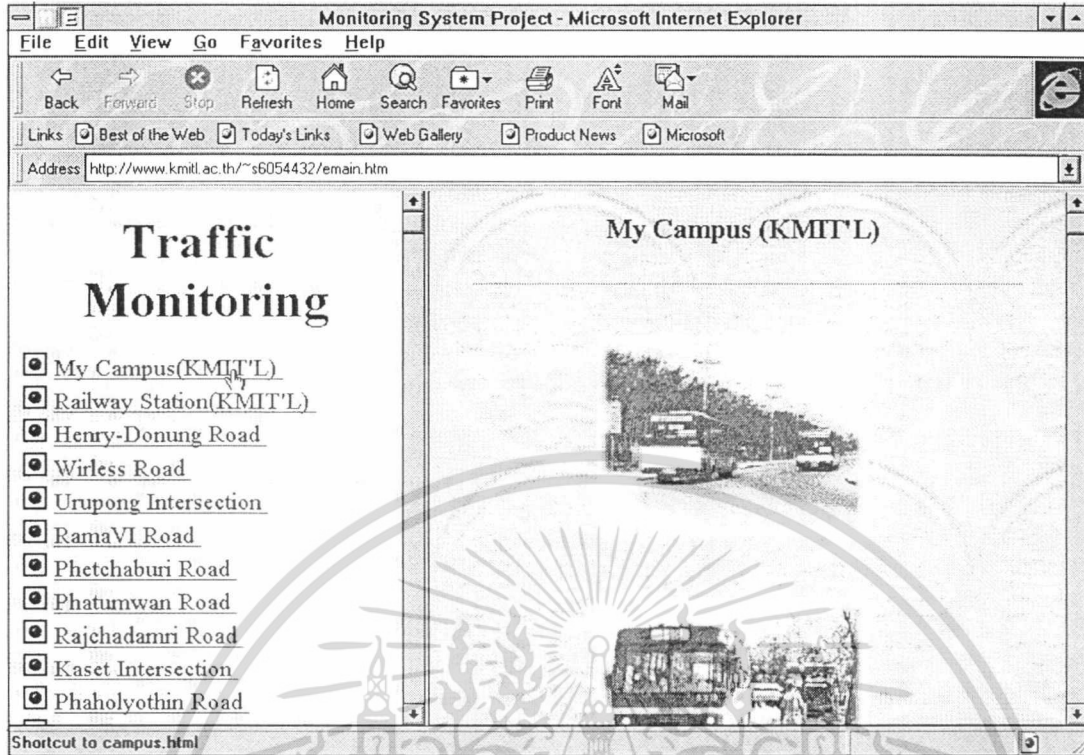 Monitoring System Project - Microsoft Internet Explorer
File Edit View Go Favorites Help
Back Forward Stop Refresh Home Search Favorites Print Font Mail
Links Best of the Web Today's Links Web Gallery Product News Microsoft
Address http://www.kmitl.ac.th/~s6054432/emain.htm
Traffic
Monitoring
My Campus(KMIT'L)
Railway Station(KMIT'L)
Henry-Donung Road
Wirless Road
Urupong Intersection
RamaVI Road
Phetchaburi Road
Phatumwan Road
Rajchadamri Road
Kaset Intersection
Phaholyothin Road
My Campus (KMIT'L)
Shortcut to campus.html